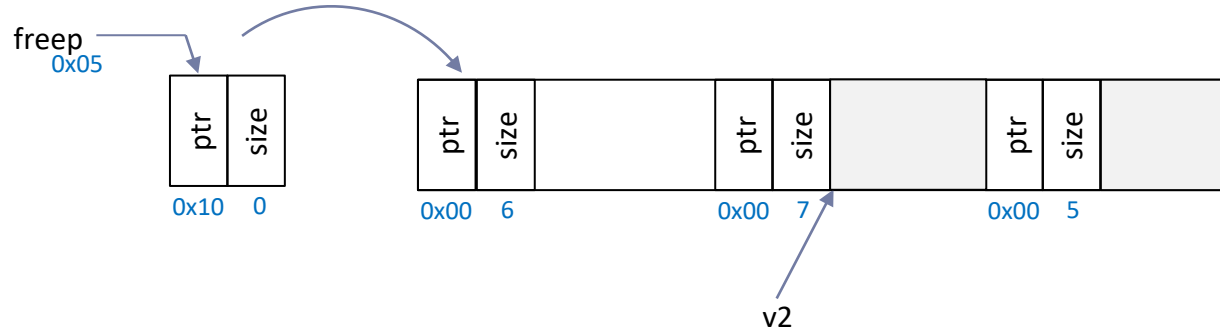 freep
0x05
ptr size ptr size ptr size ptr size
0x10 0 0x00 6 0x00 7 0x00 5
v2